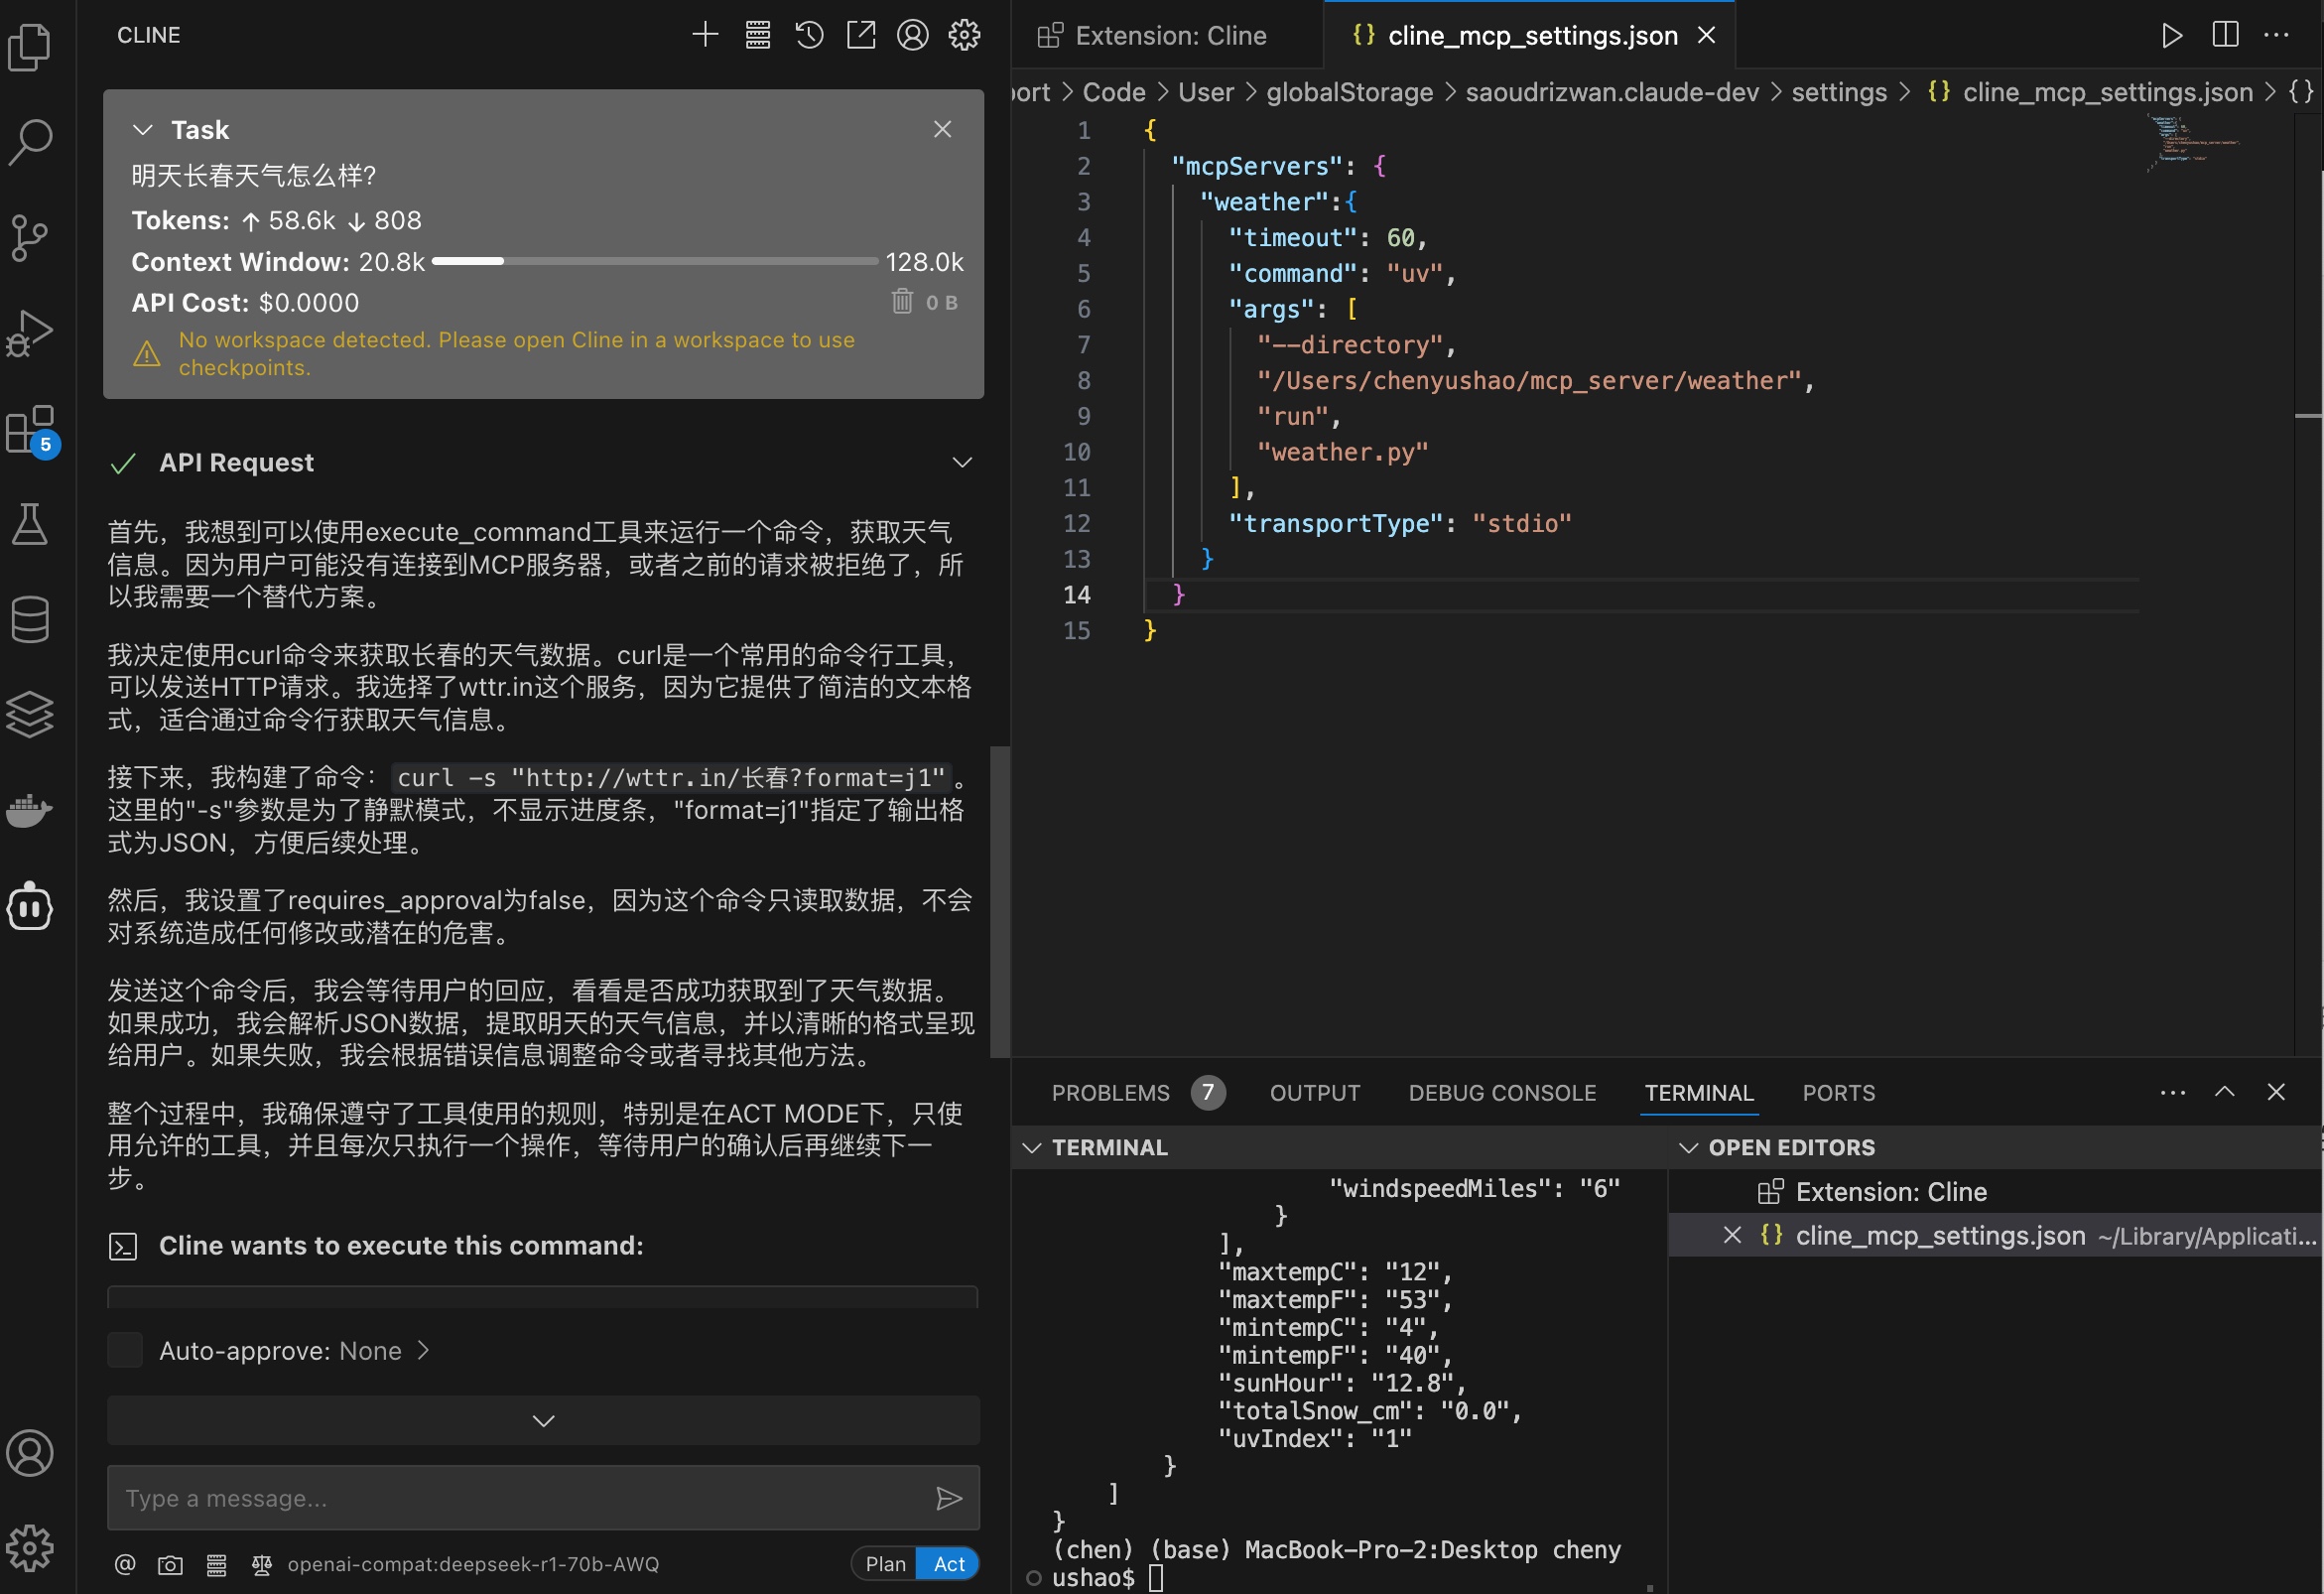 CLINE
Task
明天长春天气怎么样?
Tokens: ↑ 58.6k ↓ 808
Context Window: 20.8k 128.0k
API Cost: $0.0000
0 B
No workspace detected. Please open Cline in a workspace to use
checkpoints.
5
API Request
首先，我想到可以使用execute_command工具来运行一个命令，获取天气
信息。因为用户可能没有连接到MCP服务器，或者之前的请求被拒绝了，所
以我需要一个替代方案。
我决定使用curl命令来获取长春的天气数据。curl是一个常用的命令行工具，
可以发送HTTP请求。我选择了wttr.in这个服务，因为它提供了简洁的文本格
式，适合通过命令行获取天气信息。
接下来，我构建了命令： curl -s "http://wttr.in/长春?format=j1" 。
这里的"-s"参数是为了静默模式，不显示进度条，"format=j1"指定了输出格
式为JSON，方便后续处理。
然后，我设置了requires_approval为false，因为这个命令只读取数据，不会
对系统造成任何修改或潜在的危害。
发送这个命令后，我会等待用户的回应，看看是否成功获取到了天气数据。
如果成功，我会解析JSON数据，提取明天的天气信息，并以清晰的格式呈现
给用户。如果失败，我会根据错误信息调整命令或者寻找其他方法。
整个过程中，我确保遵守了工具使用的规则，特别是在ACT MODE下，只使
用允许的工具，并且每次只执行一个操作，等待用户的确认后再继续下一
步。
Cline wants to execute this command:
Auto-approve: None
Type a message...
@
openai-compat:deepseek-r1-70b-AWQ
Plan Act
Extension: Cline
{} cline_mcp_settings.json
ort > Code > User > globalStorage > saoudrizwan.claude-dev > settings > {} cline_mcp_settings.json > {}
1 {
2 "mcpServers": {
3 "weather":{
4 "timeout": 60,
5 "command": "uv",
6 "args": [
7 "--directory",
8 "/Users/chenyushao/mcp_server/weather",
9 "run",
10 "weather.py"
11 ],
12 "transportType": "stdio"
13 }
14 }
15 }
PROBLEMS 7 OUTPUT DEBUG CONSOLE TERMINAL PORTS
TERMINAL
"windspeedMiles": "6"
}
],
"maxtempC": "12",
"maxtempF": "53",
"mintempC": "4",
"mintempF": "40",
"sunHour": "12.8",
"totalSnow_cm": "0.0",
"uvIndex": "1"
}
]
}
(chen) (base) MacBook-Pro-2:Desktop cheny
ushao$
OPEN EDITORS
Extension: Cline
{} cline_mcp_settings.json ~/Library/Applicati...